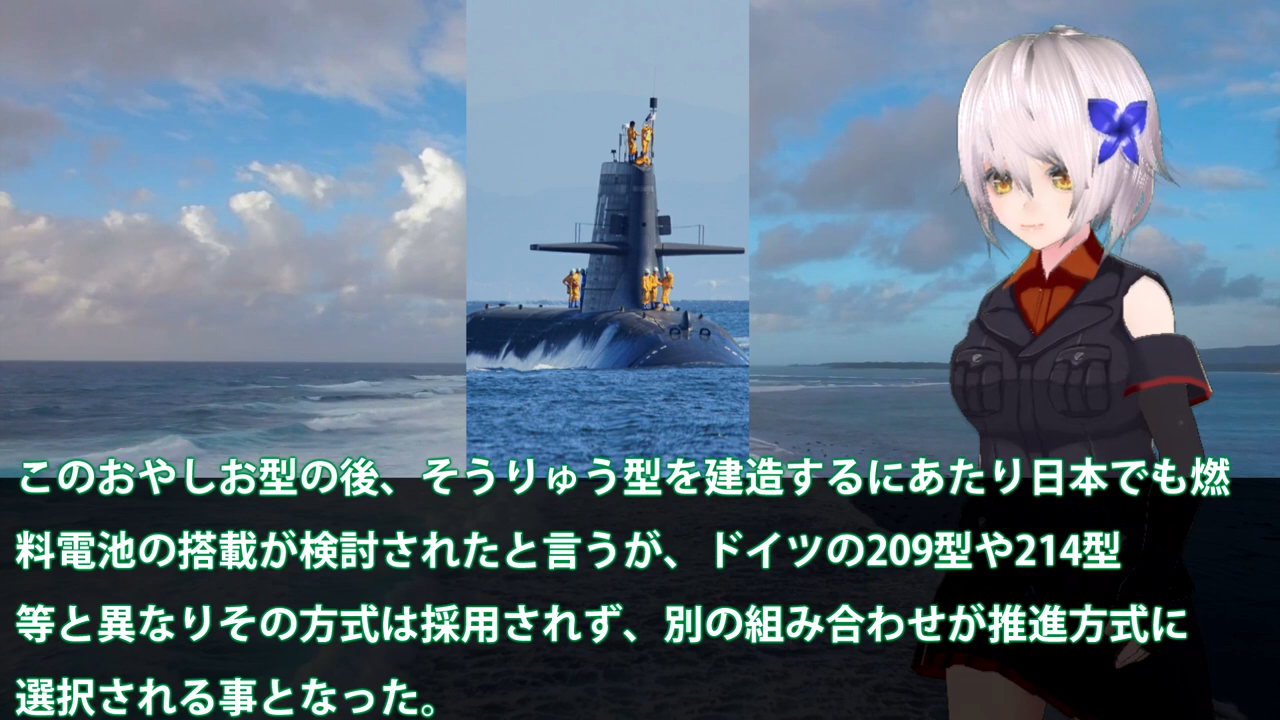 このおやしお型の後、そうりゅう型を建造するにあたり日本でも燃
料電池の搭載が検討されたと言うが、ドイツの209型や214型
等と異なりその方式は採用されず、別の組み合わせが推進方式に
選択される事となった。